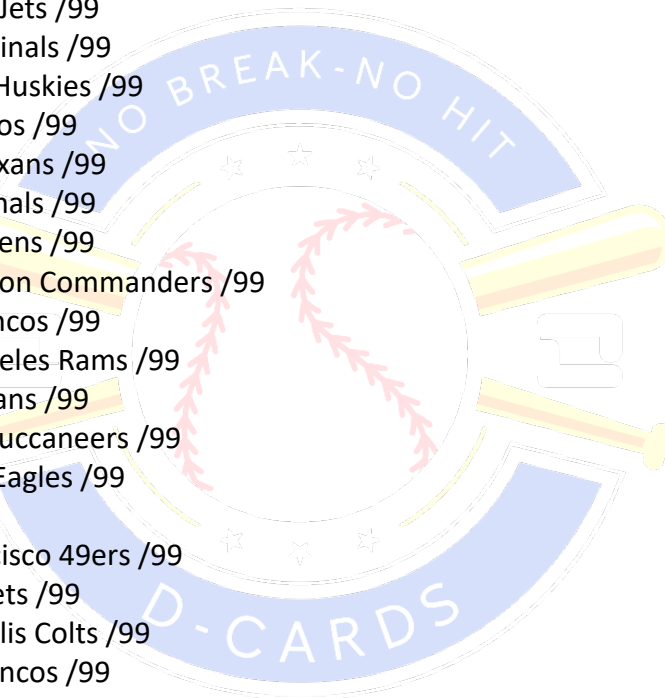 Jets /99
inals /99
Huskies /99
os /99
xans /99
nals /99
ens /99
on Commanders /99
ncos /99
eles Rams /99
ans /99
uccaneers /99
Eagles /99
isco 49ers /99
ets /99
lis Colts /99
ncos /99
NO BREAK-NO HIT
D-CARDS